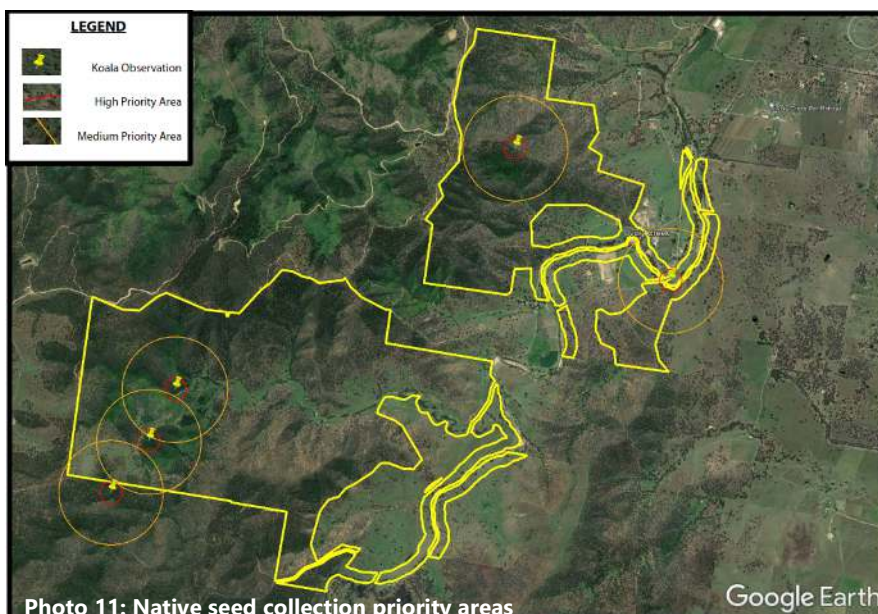 LEGEND
Koala Observation
High Priority Area
Medium Priority Area
Google Earth
Photo 11: Native seed collection priority areas